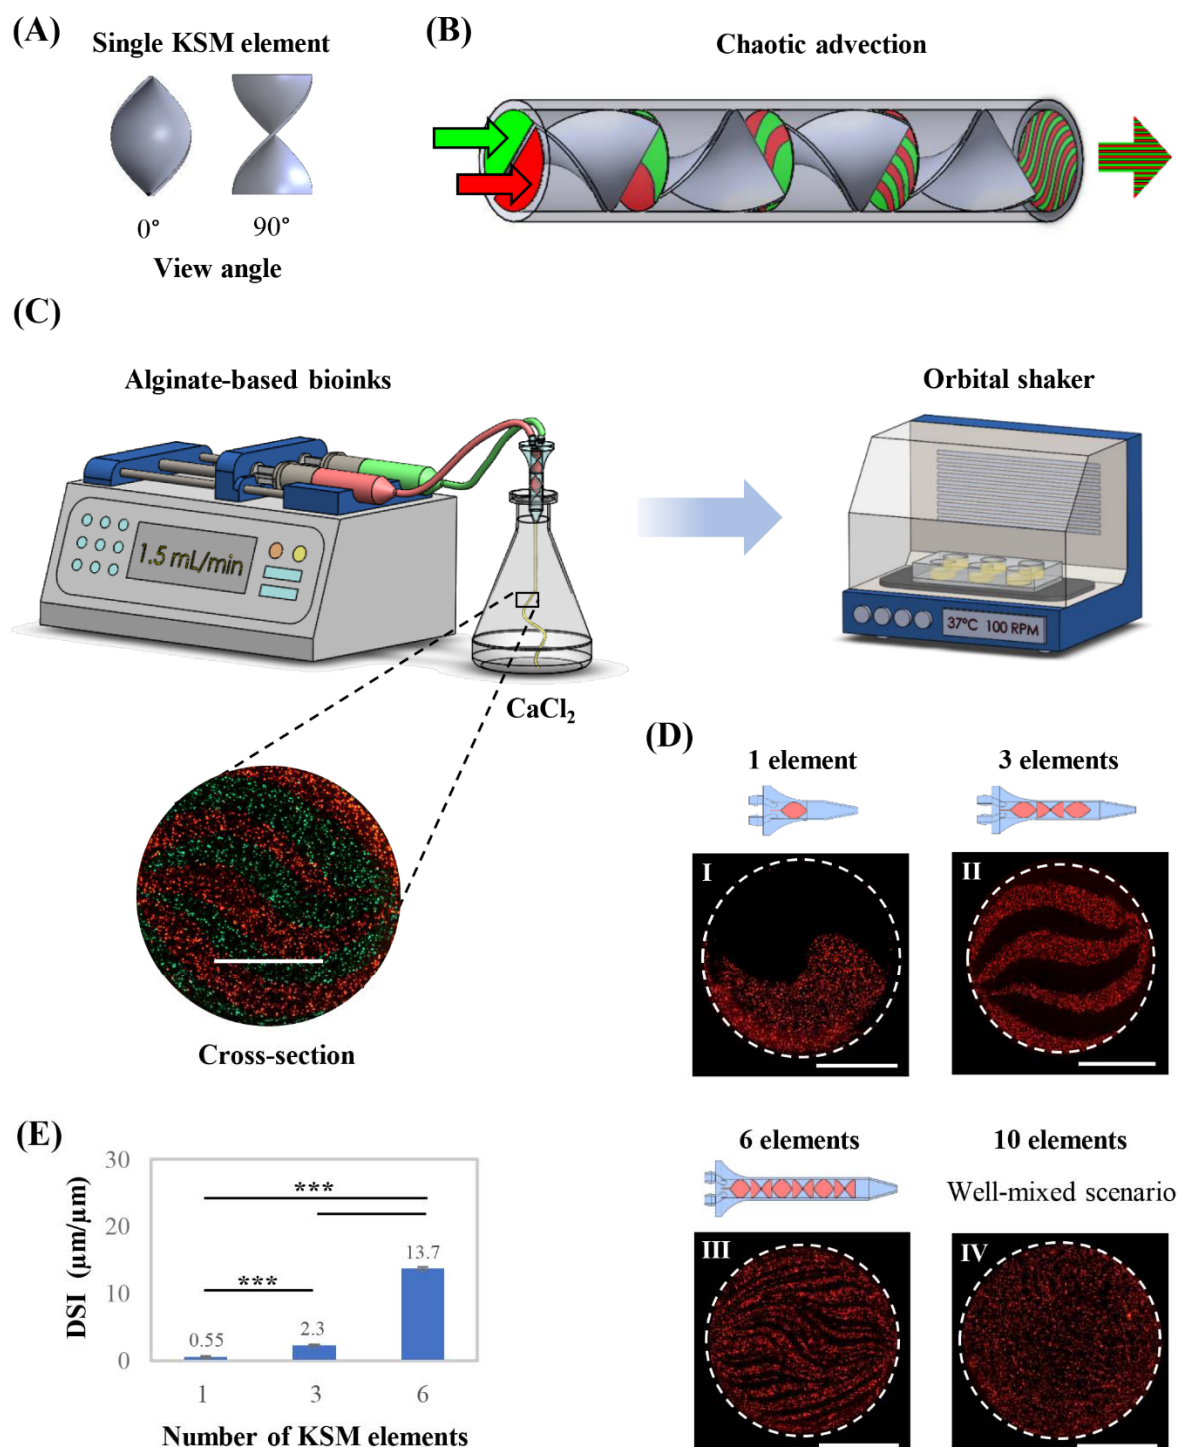 (A)
Single KSM element
0°
90°
View angle
(B)
Chaotic advection
(C)
Alginate-based bioinks
1.5 mL/min
CaCl₂
Orbital shaker
37°C 100 RPM
Cross-section
(D)
1 element
3 elements
I
II
6 elements
10 elements
Well-mixed scenario
III
IV
(E)
DSI (µm/µm)
30
20
10
0
***
***
0.55
2.3
13.7
1
3
6
Number of KSM elements